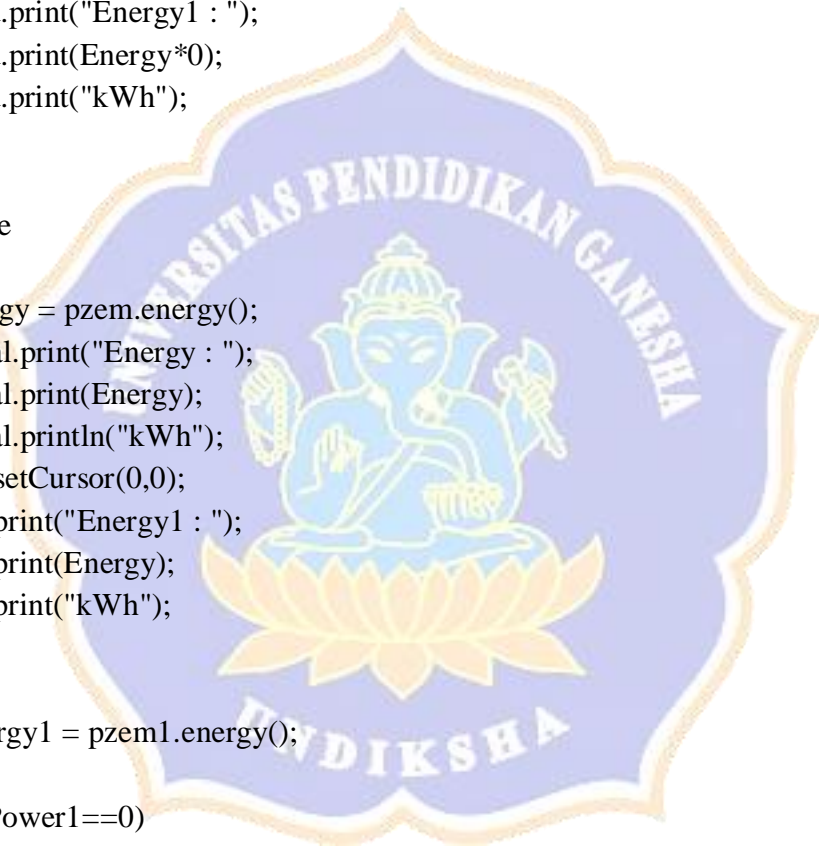 .print("Energy1 : ");
.print(Energy*0);
.print("kWh");
UNIVERSITAS PENDIDIKAN GANESHA
e
gy = pzem.energy();
al.print("Energy : ");
al.print(Energy);
al.println("kWh");
setCursor(0,0);
print("Energy1 : ");
print(Energy);
print("kWh");
UNDIKSHA
rgy1 = pzem1.energy();
Power1==0)